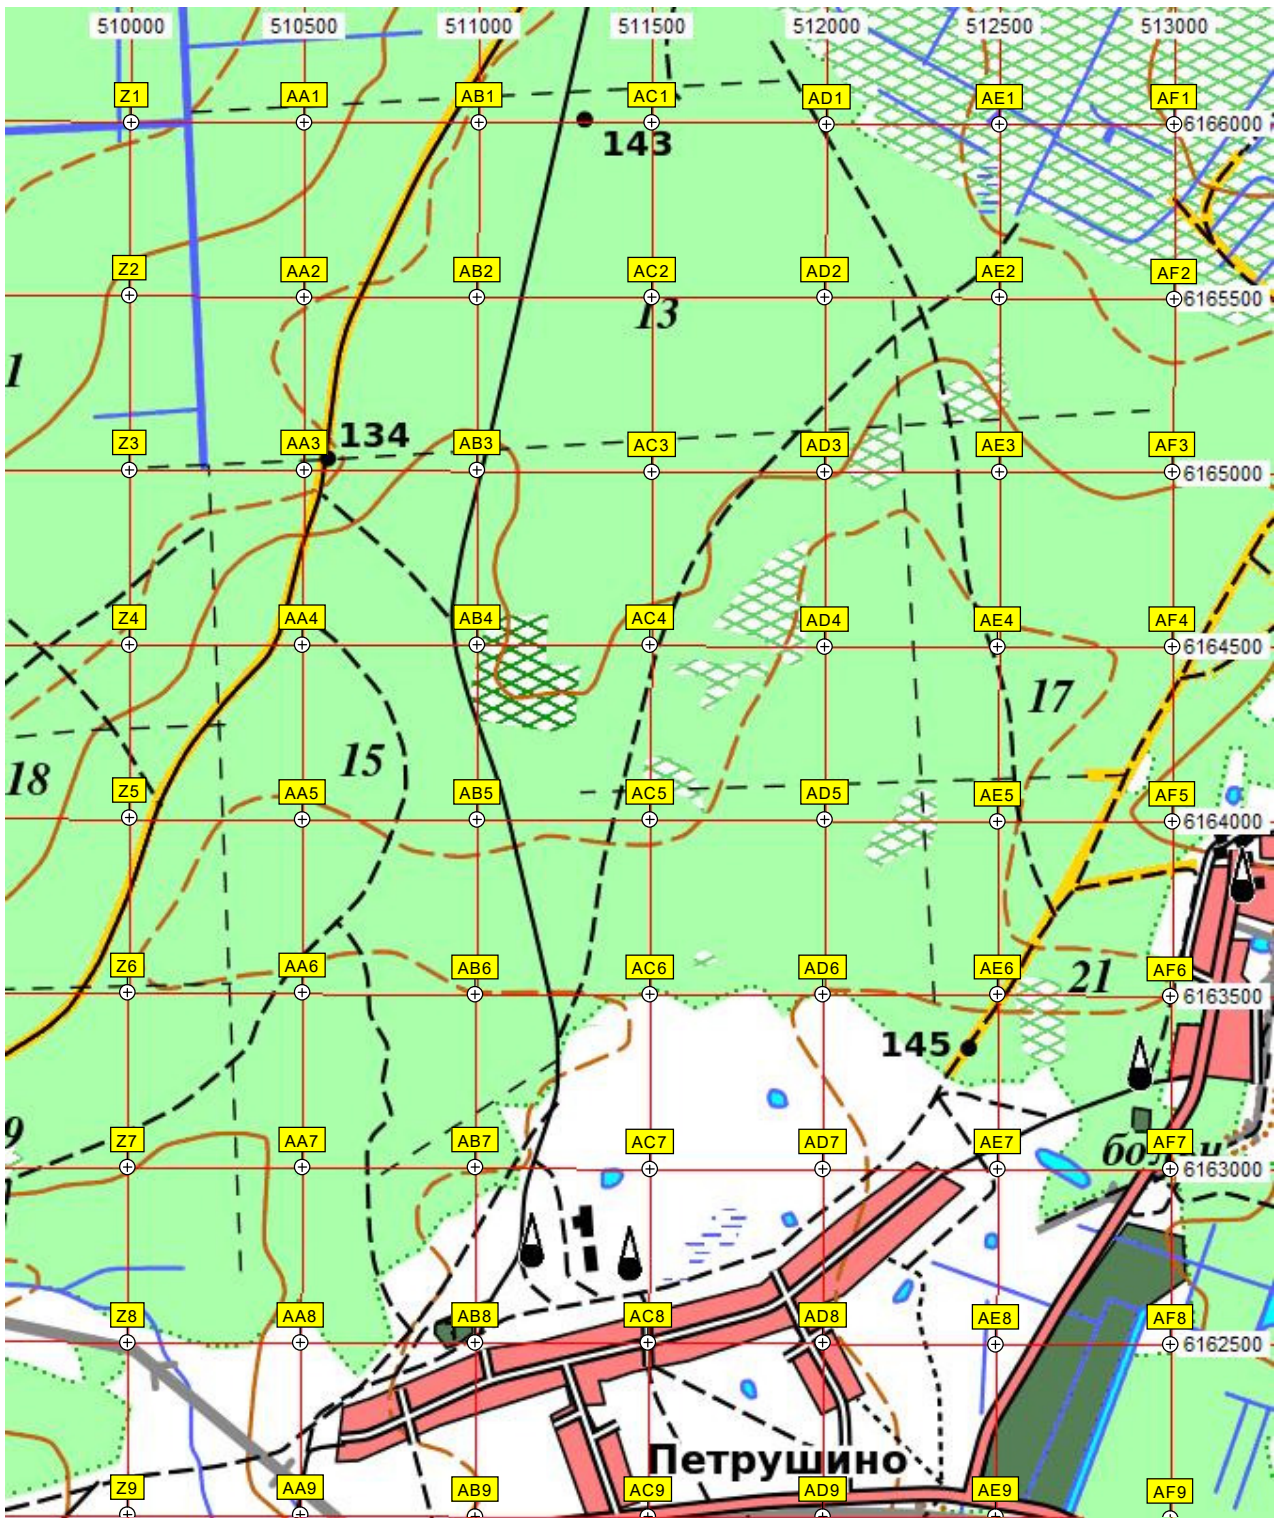 510000 510500 511000 511500 512000 512500 513000
Z1 AA1 AB1 AC1 AD1 AE1 AF1
6166000
143
Z2 AA2 AB2 AC2 AD2 AE2 AF2
6165500
13
1
134
Z3 AA3 AB3 AC3 AD3 AE3 AF3
6165000
Z4 AA4 AB4 AC4 AD4 AE4 AF4
6164500
17
15
18
Z5 AA5 AB5 AC5 AD5 AE5 AF5
6164000
Z6 AA6 AB6 AC6 AD6 AE6 AF6
21
6163500
145
9
Z7 AA7 AB7 AC7 AD7 AE7 AF7
6163000
Z8 AA8 AB8 AC8 AD8 AE8 AF8
6162500
Петрушино
Z9 AA9 AB9 AC9 AD9 AE9 AF9